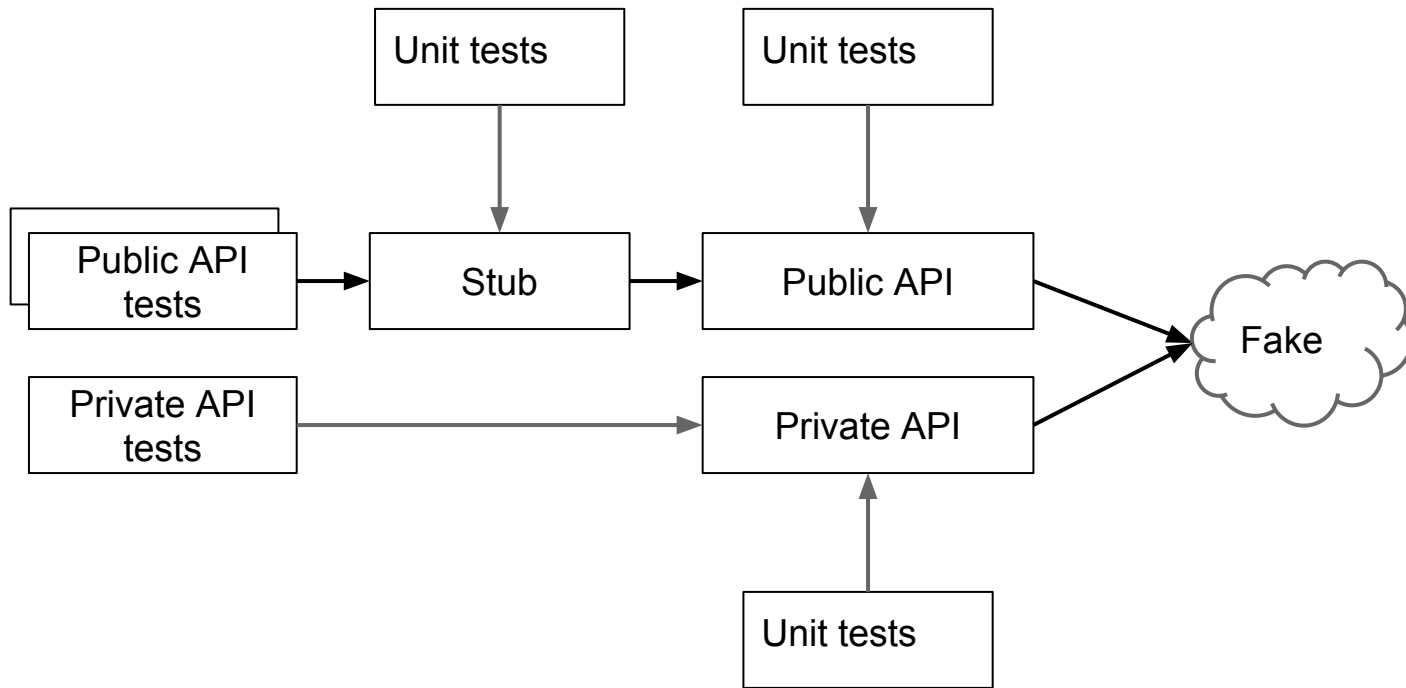 Unit tests
Unit tests
Public API
tests
Stub
Public API
Fake
Private API
tests
Private API
Unit tests